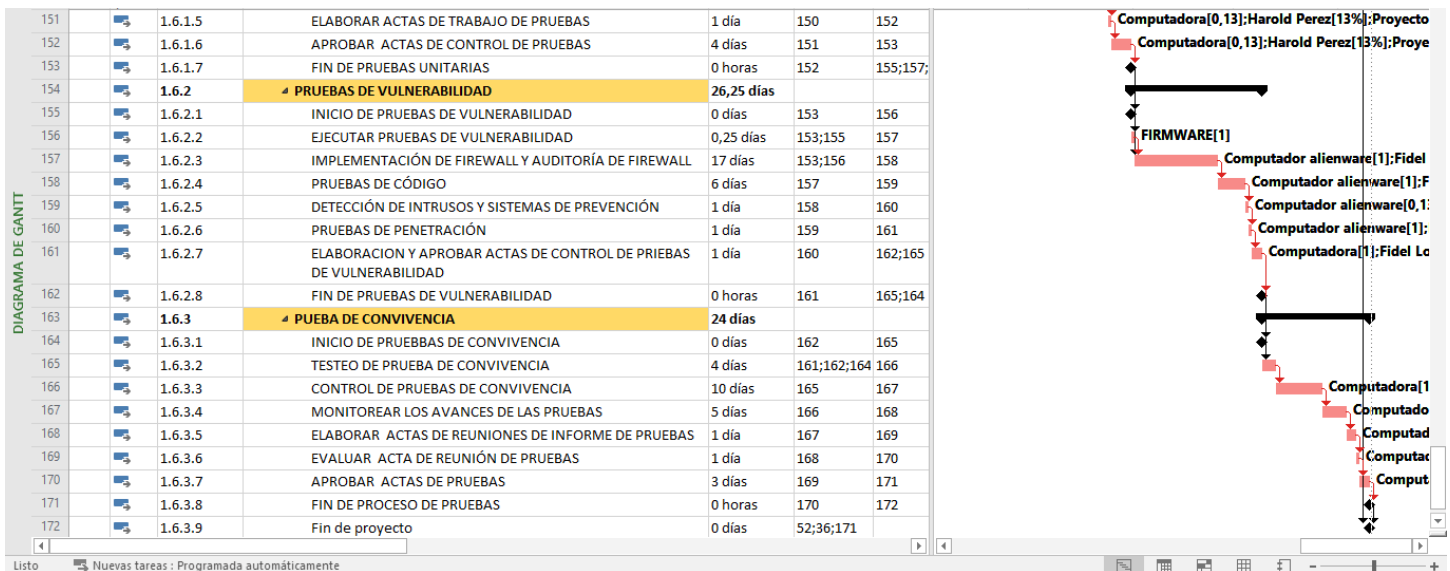 151 1.6.1.5 ELABORAR ACTAS DE TRABAJO DE PRUEBAS 1 día 150 152 Computadora[0,13];Harold Perez[13%];Proyecto
152 1.6.1.6 APROBAR ACTAS DE CONTROL DE PRUEBAS 4 días 151 153 Computadora[0,13];Harold Perez[13%];Proye
153 1.6.1.7 FIN DE PRUEBAS UNITARIAS 0 horas 152 155;157;
154 1.6.2 PRUEBAS DE VULNERABILIDAD 26,25 días
155 1.6.2.1 INICIO DE PRUEBAS DE VULNERABILIDAD 0 días 153 156
156 1.6.2.2 EJECUTAR PRUEBAS DE VULNERABILIDAD 0,25 días 153;155 157 FIRMWARE[1]
157 1.6.2.3 IMPLEMENTACIÓN DE FIREWALL Y AUDITORÍA DE FIREWALL 17 días 153;156 158 Computador alienware[1];Fidel
158 1.6.2.4 PRUEBAS DE CÓDIGO 6 días 157 159 Computador alienware[1];F
159 1.6.2.5 DETECCIÓN DE INTRUSOS Y SISTEMAS DE PREVENCIÓN 1 día 158 160 Computador alienware[0,1
160 1.6.2.6 PRUEBAS DE PENETRACIÓN 1 día 159 161 Computador alienware[1];
161 1.6.2.7 ELABORACION Y APROBAR ACTAS DE CONTROL DE PRIEBAS 1 día 160 162;165 Computadora[1];Fidel Lo
DE VULNERABILIDAD
162 1.6.2.8 FIN DE PRUEBAS DE VULNERABILIDAD 0 horas 161 165;164
163 1.6.3 PUEBA DE CONVIVENCIA 24 días
164 1.6.3.1 INICIO DE PRUEBBAS DE CONVIVENCIA 0 días 162 165
165 1.6.3.2 TESTEO DE PRUEBA DE CONVIVENCIA 4 días 161;162;164 166
166 1.6.3.3 CONTROL DE PRUEBAS DE CONVIVENCIA 10 días 165 167 Computadora[1
167 1.6.3.4 MONITOREAR LOS AVANCES DE LAS PRUEBAS 5 días 166 168 Computado
168 1.6.3.5 ELABORAR ACTAS DE REUNIONES DE INFORME DE PRUEBAS 1 día 167 169 Computad
169 1.6.3.6 EVALUAR ACTA DE REUNIÓN DE PRUEBAS 1 día 168 170 Computac
170 1.6.3.7 APROBAR ACTAS DE PRUEBAS 3 días 169 171 Comput
171 1.6.3.8 FIN DE PROCESO DE PRUEBAS 0 horas 170 172
172 1.6.3.9 Fin de proyecto 0 días 52;36;171
DIAGRAMA DE GANTT
Listo Nuevas tareas : Programada automáticamente